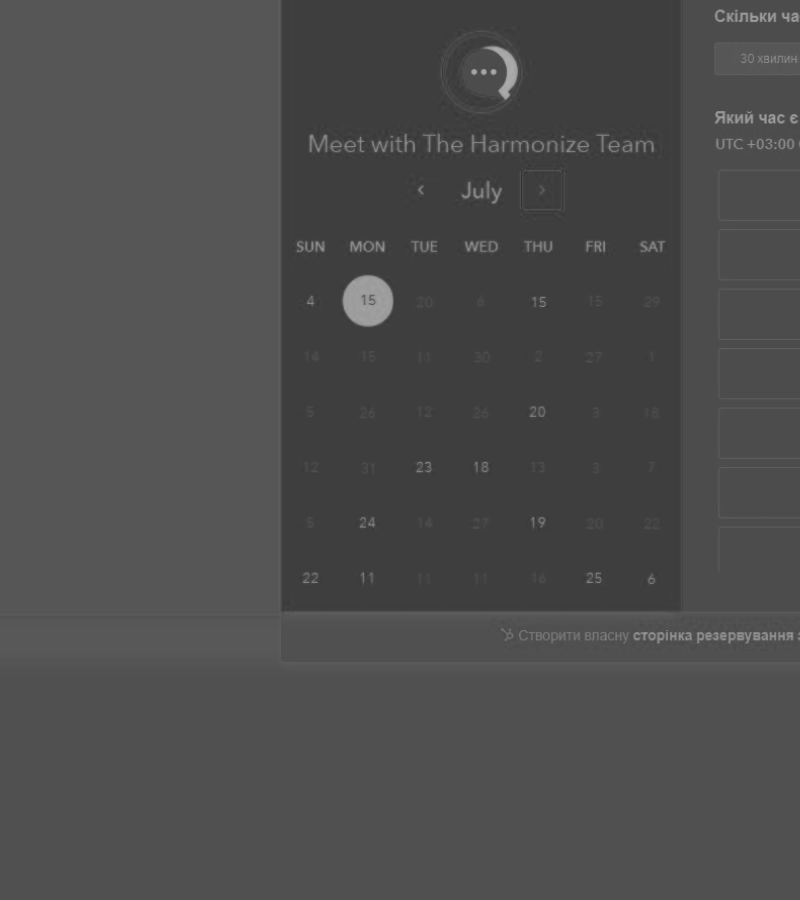 Meet with The Harmonize Team
July
SUN MON TUE WED THU FRI SAT
4 15 20 6 15 15 29
14 15 11 30 2 27 1
5 26 12 26 20 3 18
12 31 23 18 13 3 7
5 24 14 27 19 20 22
22 11 11 11 16 25 6
Скільки ча
30 хвилин
Який час є
UTC +03:00
Створити власну сторінка резервування